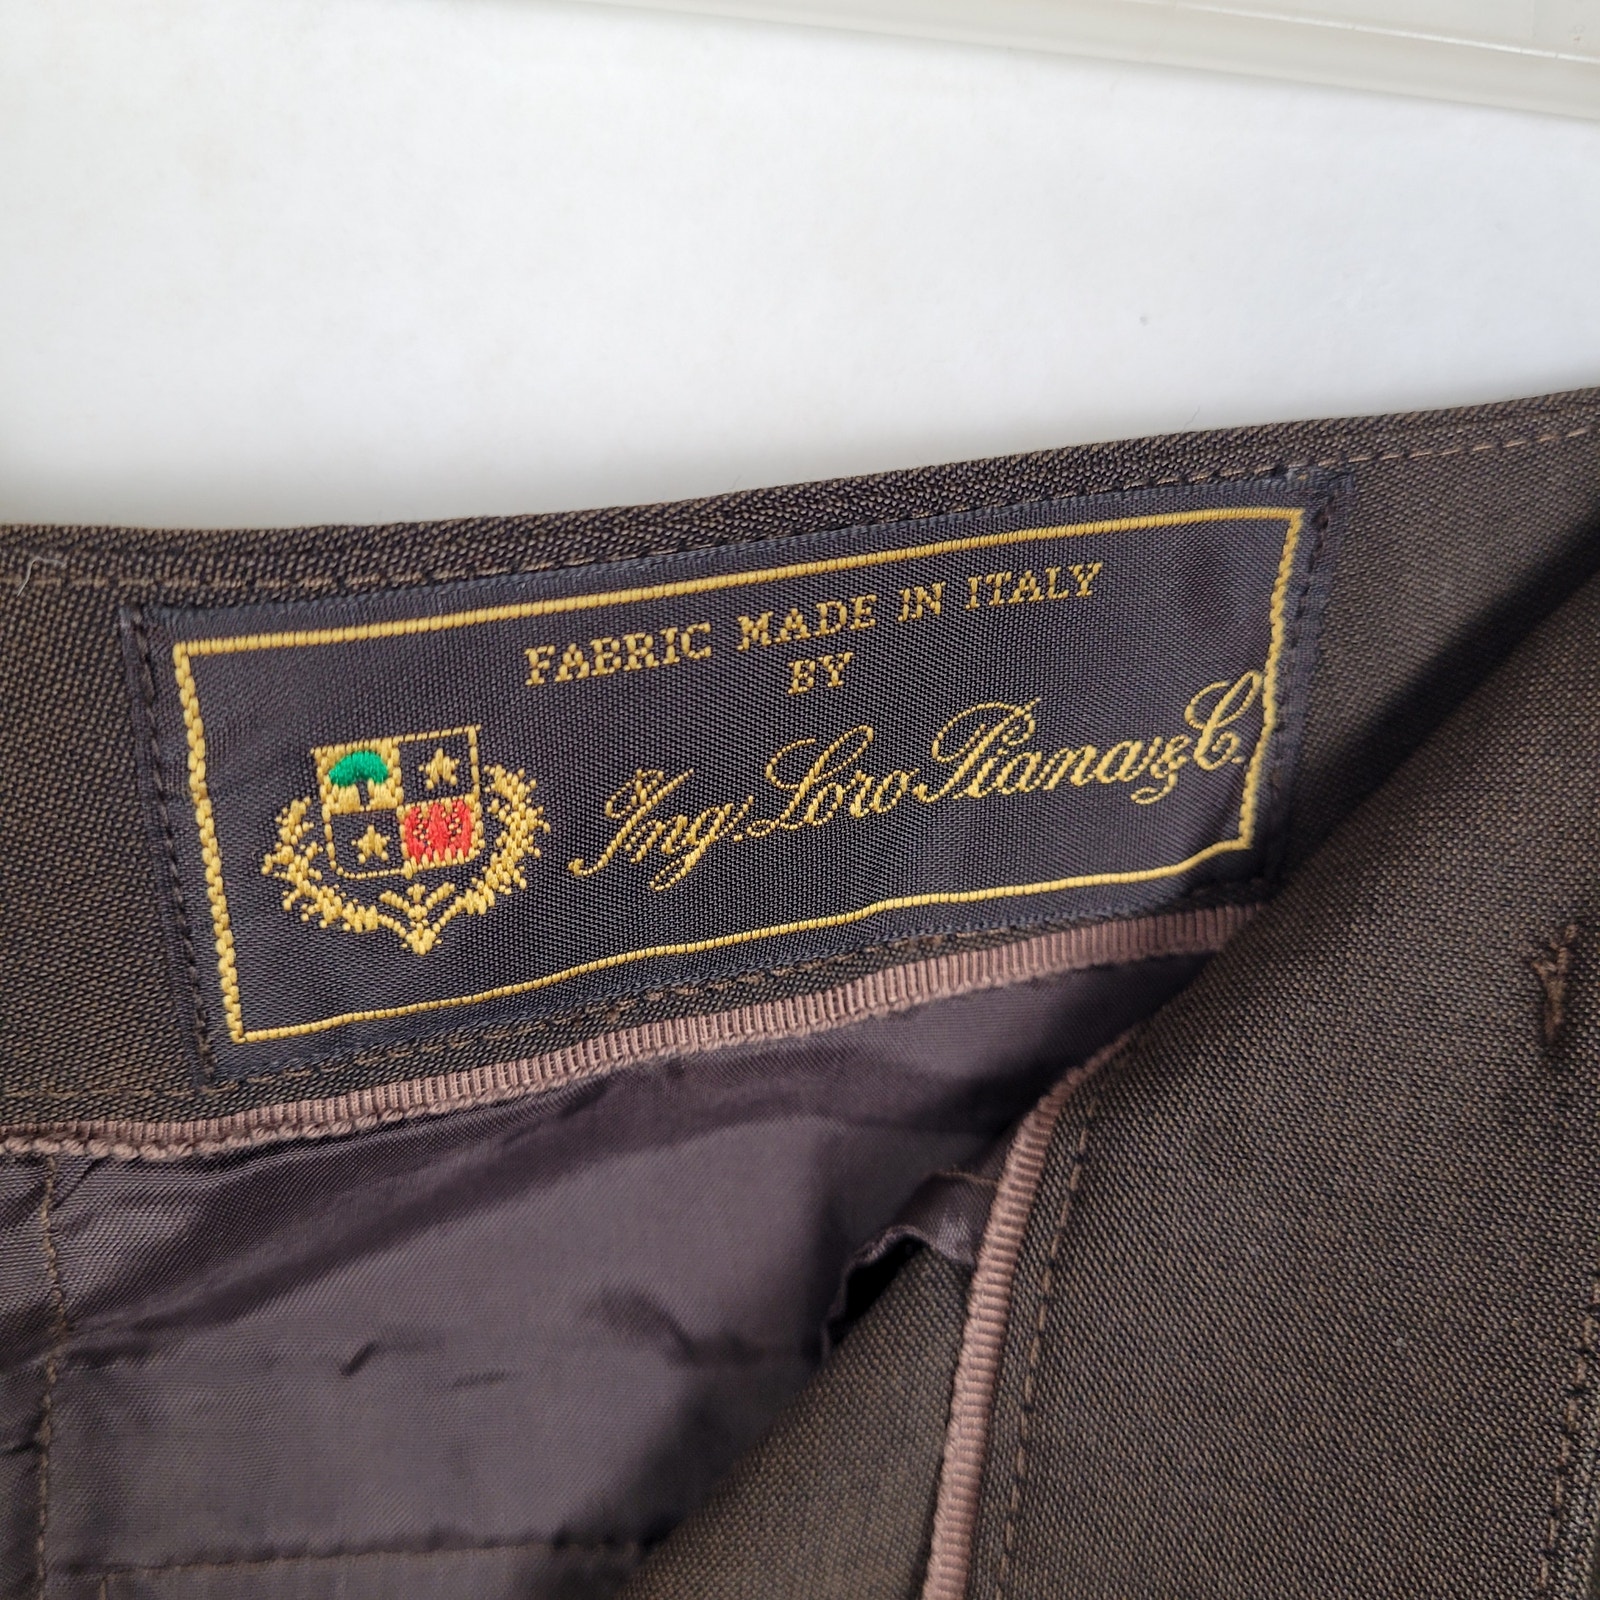 FABRIC MADE IN ITALY
BY
Ing. Loro Piana & C.